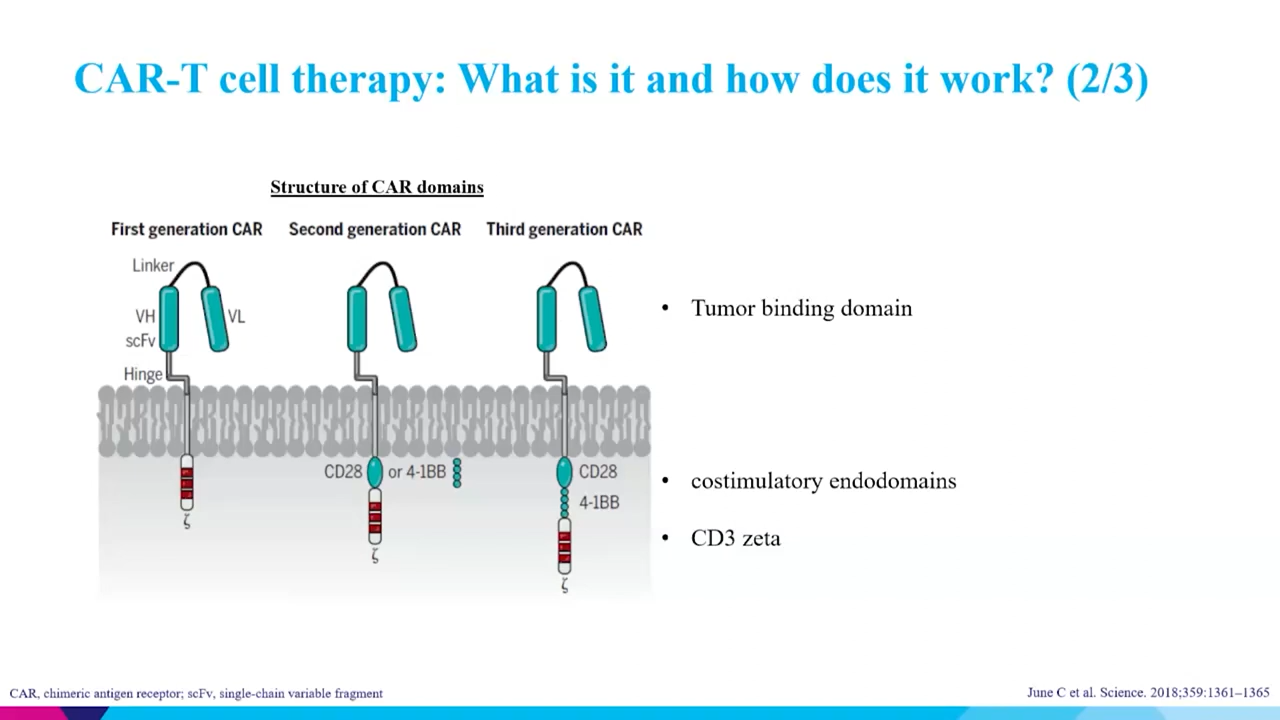 CAR-T cell therapy: What is it and how does it work? (2/3)
Structure of CAR domains
First generation CAR
Second generation CAR
Third generation CAR
Linker
VH
VL
scFv
Hinge
• Tumor binding domain
CD28
or 4-1BB
CD28
4-1BB
ζ
ζ
ζ
• costimulatory endodomains
• CD3 zeta
CAR, chimeric antigen receptor; scFv, single-chain variable fragment
June C et al. Science. 2018;359:1361–1365